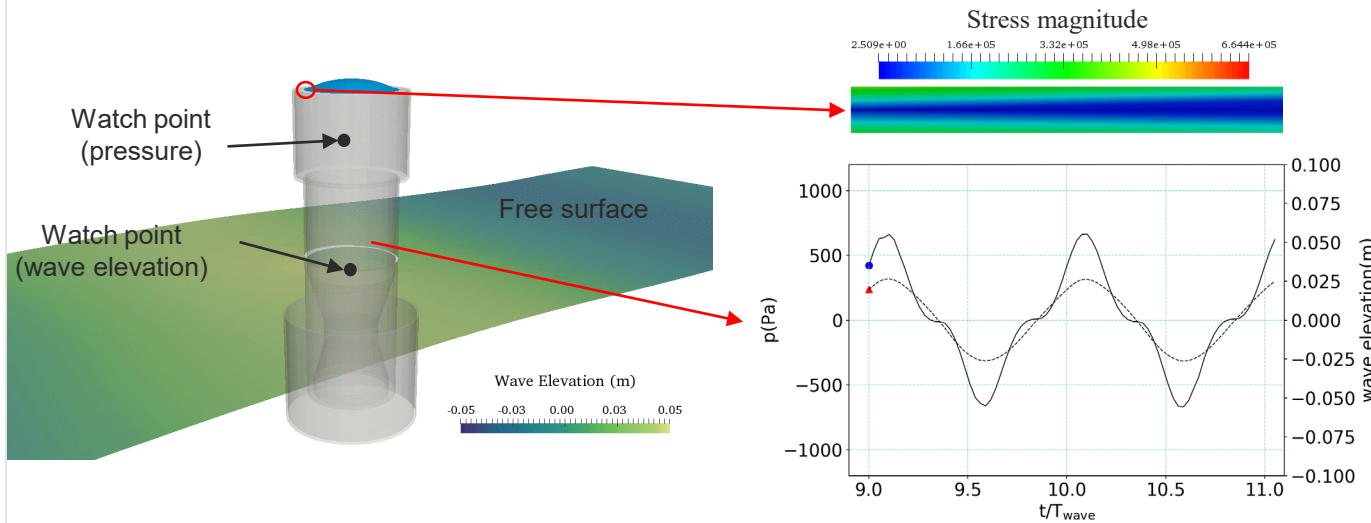 Stress magnitude
2.509e+00 1.66e+05 3.32e+05 4.98e+05 6.644e+05
Watch point
(pressure)
Watch point
(wave elevation)
Free surface
Wave Elevation (m)
-0.05 -0.03 0.00 0.03 0.05
p(Pa)
1000
500
0
−500
−1000
0.100
0.075
0.050
0.025
0.000
−0.025
−0.050
−0.075
−0.100
wave elevation(m)
9.0 9.5 10.0 10.5 11.0
t/Twave